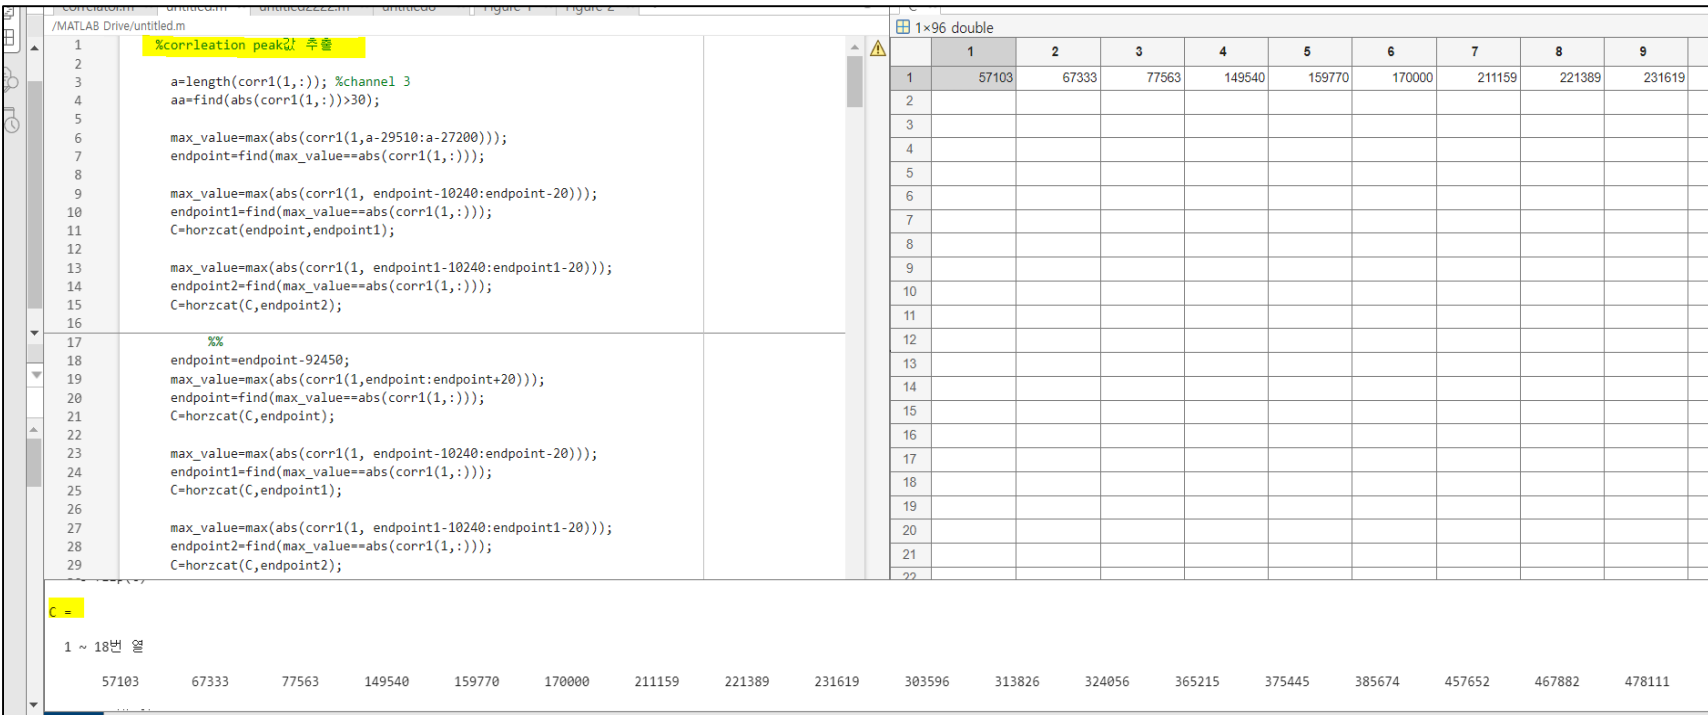 correlator.m untitled.m untitled2222.m untitled6 Figure 1 Figure 2
/MATLAB Drive/untitled.m
1 %corrleation peak값 추출
2
3 a=length(corr1(1,:)); %channel 3
4 aa=find(abs(corr1(1,:))>30);
5
6 max_value=max(abs(corr1(1,a-29510:a-27200)));
7 endpoint=find(max_value==abs(corr1(1,:)));
8
9 max_value=max(abs(corr1(1, endpoint-10240:endpoint-20)));
10 endpoint1=find(max_value==abs(corr1(1,:)));
11 C=horzcat(endpoint,endpoint1);
12
13 max_value=max(abs(corr1(1, endpoint1-10240:endpoint1-20)));
14 endpoint2=find(max_value==abs(corr1(1,:)));
15 C=horzcat(C,endpoint2);
16
17 %%
18 endpoint=endpoint-92450;
19 max_value=max(abs(corr1(1,endpoint:endpoint+20)));
20 endpoint=find(max_value==abs(corr1(1,:)));
21 C=horzcat(C,endpoint);
22
23 max_value=max(abs(corr1(1, endpoint-10240:endpoint-20)));
24 endpoint1=find(max_value==abs(corr1(1,:)));
25 C=horzcat(C,endpoint1);
26
27 max_value=max(abs(corr1(1, endpoint1-10240:endpoint1-20)));
28 endpoint2=find(max_value==abs(corr1(1,:)));
29 C=horzcat(C,endpoint2);
1×96 double
1 2 3 4 5 6 7 8 9
1 57103 67333 77563 149540 159770 170000 211159 221389 231619
2
3
4
5
6
7
8
9
10
11
12
13
14
15
16
17
18
19
20
21
22
C =
1 ~ 18번 열
57103 67333 77563 149540 159770 170000 211159 221389 231619 303596 313826 324056 365215 375445 385674 457652 467882 478111